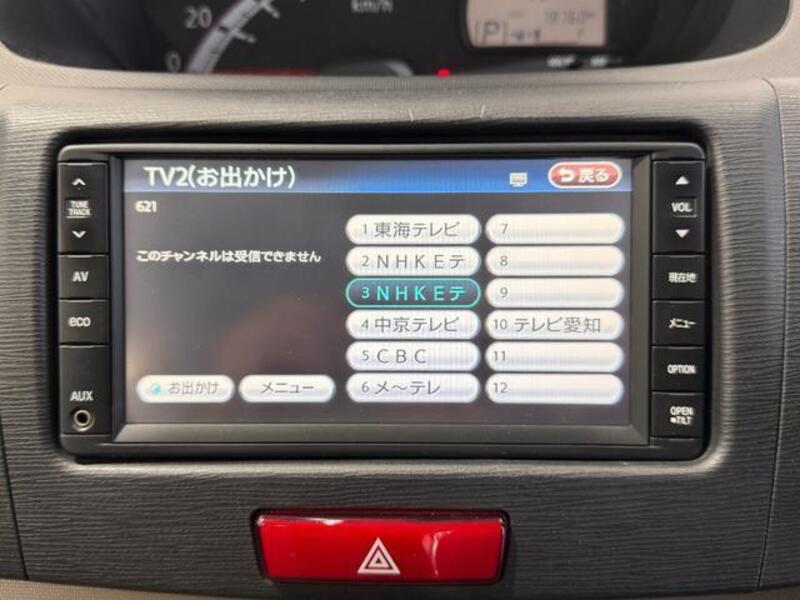 20
km/h
0
P
TV2(お出かけ)
戻る
621
このチャンネルは受信できません
1 東海テレビ
7
2 NHKEテ
8
3 NHKEテ
9
4 中京テレビ
10 テレビ愛知
5 CBC
11
お出かけ
メニュー
6 メ〜テレ
12
TUNE
TRACK
AV
eco
AUX
VOL
現在地
メニュー
OPTION
OPEN
TILT